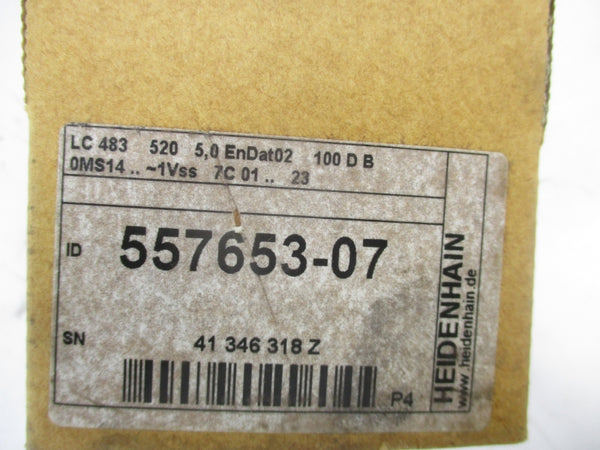 LC 483 520 5,0 EnDat02 100 D B
0MS14 .. ~1Vss 7C 01 .. 23
ID 557653-07
SN 41 346 318 Z
P4
HEIDENHAIN
www.heidenhain.de